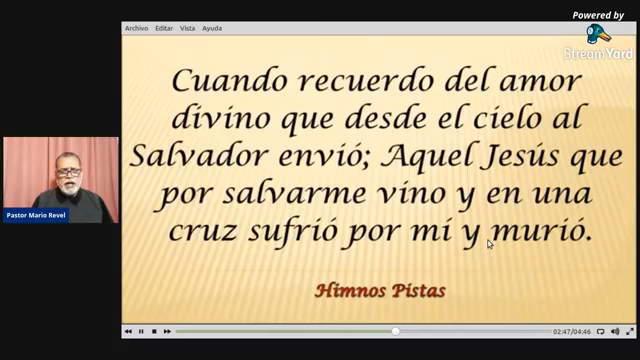 Powered by
StreamYard
Archivo Editar Vista Ayuda
Cuando recuerdo del amor
divino que desde el cielo al
Salvador envió; Aquel Jesús que
por salvarme vino y en una
cruz sufrió por mí y murió.
Himnos Pistas
Pastor Mario Revel
02:47/04:46